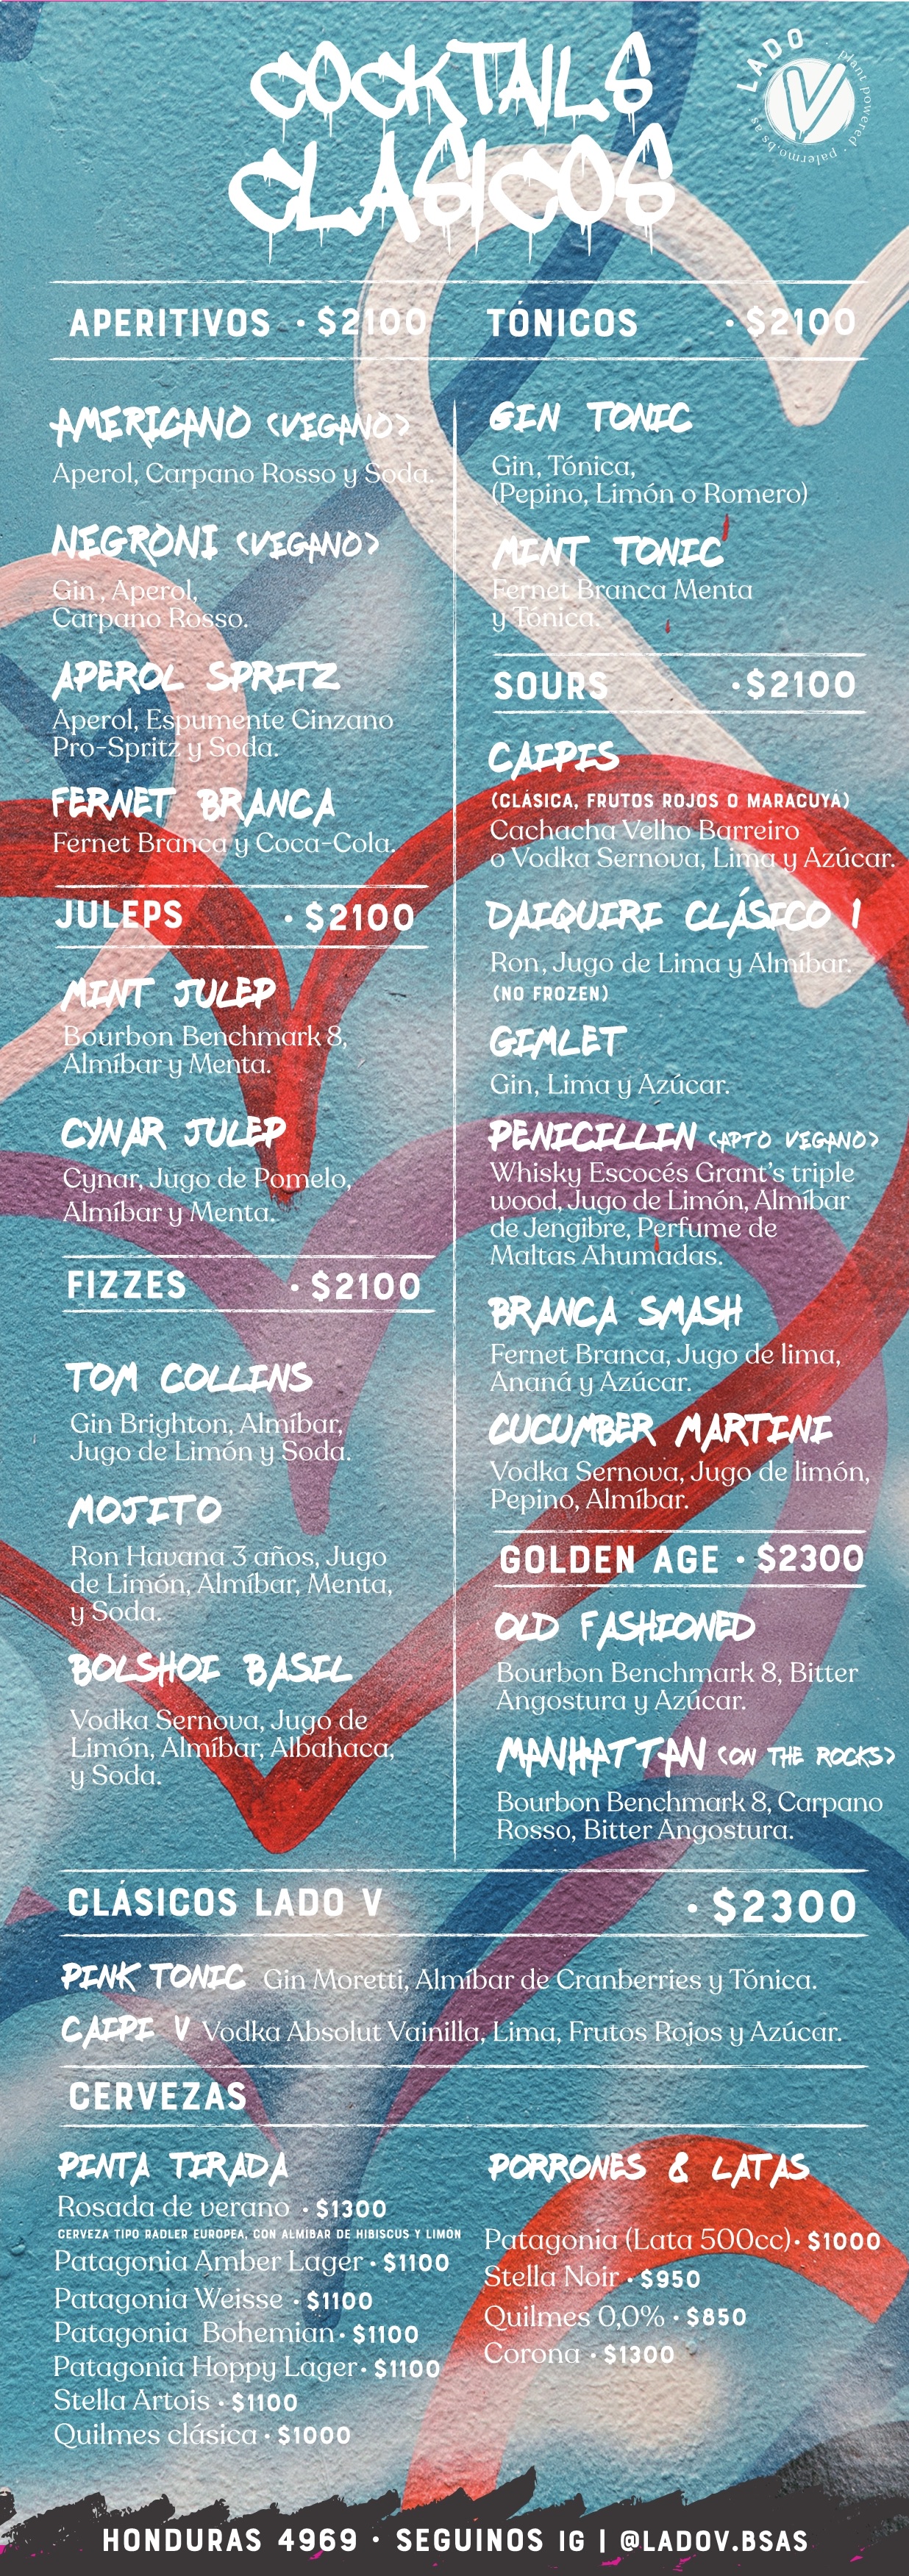 COCKTAILS
CLÁSICOS
LADO
V
plant powered · palermo.bs as ·
APERITIVOS · $2100
AMERICANO (VEGANO)
Aperol, Carpano Rosso y Soda.
NEGRONI (VEGANO)
Gin , Aperol,
Carpano Rosso.
APEROL SPRITZ
Aperol, Espumente Cinzano
Pro-Spritz y Soda.
FERNET BRANCA
Fernet Branca y Coca-Cola.
JULEPS · $2100
MINT JULEP
Bourbon Benchmark 8,
Almíbar y Menta.
CYNAR JULEP
Cynar, Jugo de Pomelo,
Almíbar y Menta.
FIZZES · $2100
TOM COLLINS
Gin Brighton, Almíbar,
Jugo de Limón y Soda.
MOJITO
Ron Havana 3 años, Jugo
de Limón, Almíbar, Menta,
y Soda.
BOLSHOI BASIL
Vodka Sernova, Jugo de
Limón, Almíbar, Albahaca,
y Soda.
TÓNICOS · $2100
GIN TONIC
Gin, Tónica,
(Pepino, Limón o Romero)
MINT TONIC
Fernet Branca Menta
y Tónica.
SOURS · $2100
CAIPIS
(CLÁSICA, FRUTOS ROJOS O MARACUYÁ)
Cachacha Velho Barreiro
o Vodka Sernova, Lima y Azúcar.
DAIQUIRI CLÁSICO 1
Ron, Jugo de Lima y Almíbar.
(NO FROZEN)
GIMLET
Gin, Lima y Azúcar.
PENICILLIN (APTO VEGANO)
Whisky Escocés Grant's triple
wood, Jugo de Limón, Almíbar
de Jengibre, Perfume de
Maltas Ahumadas.
BRANCA SMASH
Fernet Branca, Jugo de lima,
Ananá y Azúcar.
CUCUMBER MARTINI
Vodka Sernova, Jugo de limón,
Pepino, Almíbar.
GOLDEN AGE · $2300
OLD FASHIONED
Bourbon Benchmark 8, Bitter
Angostura y Azúcar.
MANHATTAN (ON THE ROCKS)
Bourbon Benchmark 8, Carpano
Rosso, Bitter Angostura.
CLÁSICOS LADO V · $2300
PINK TONIC Gin Moretti, Almíbar de Cranberries y Tónica.
CAIPI V Vodka Absolut Vainilla, Lima, Frutos Rojos y Azúcar.
CERVEZAS
PINTA TIRADA
Rosada de verano · $1300
CERVEZA TIPO RADLER EUROPEA, CON ALMÍBAR DE HIBISCUS Y LIMÓN
Patagonia Amber Lager · $1100
Patagonia Weisse · $1100
Patagonia Bohemian · $1100
Patagonia Hoppy Lager · $1100
Stella Artois · $1100
Quilmes clásica · $1000
PORRONES & LATAS
Patagonia (Lata 500cc) · $1000
Stella Noir · $950
Quilmes 0,0% · $850
Corona · $1300
HONDURAS 4969 · SEGUINOS IG | @LADOV.BSAS